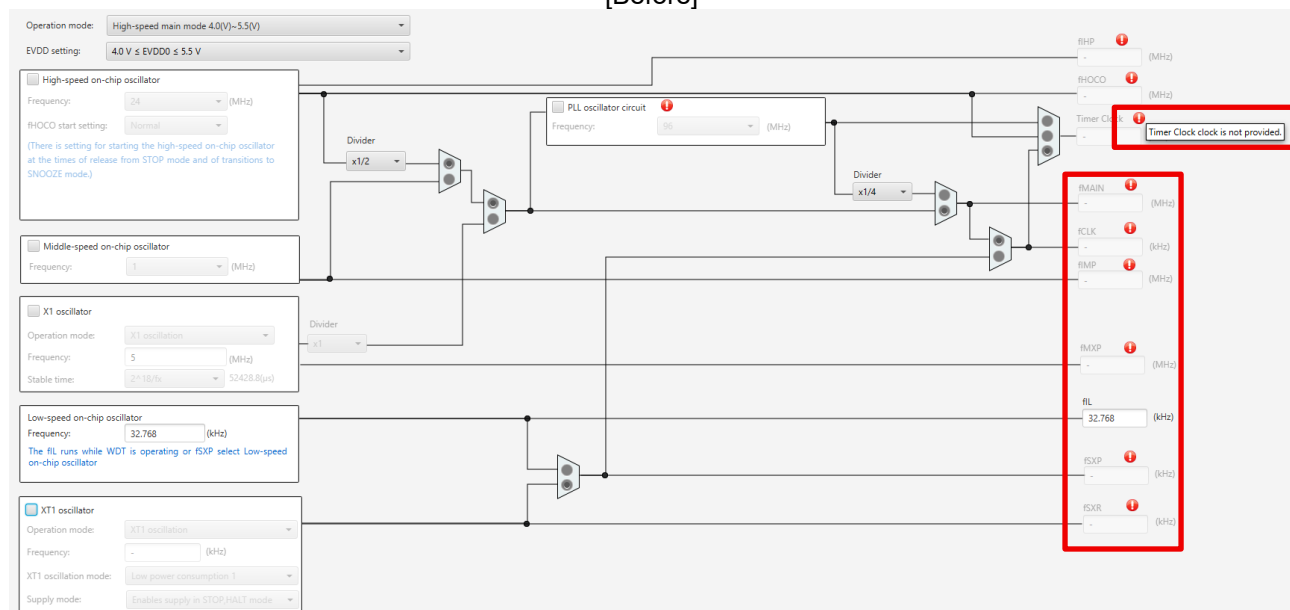 [Before]
Operation mode: High-speed main mode 4.0(V)~5.5(V)
EVDD setting: 4.0 V ≤ EVDD0 ≤ 5.5 V
fIHP
- (MHz)
High-speed on-chip oscillator
Frequency: 24 (MHz)
fHOCO start setting: Normal
(There is setting for starting the high-speed on-chip oscillator
at the times of release from STOP mode and of transitions to
SNOOZE mode.)
fHOCO
- (MHz)
PLL oscillator circuit
Frequency: 96 (MHz)
Timer Clock
-
Timer Clock clock is not provided.
Divider
x1/2
Divider
x1/4
fMAIN
- (MHz)
fCLK
- (kHz)
Middle-speed on-chip oscillator
Frequency: 1 (MHz)
fIMP
- (MHz)
X1 oscillator
Operation mode: X1 oscillation
Frequency: 5 (MHz)
Stable time: 2^18/fx 52428.8(μs)
Divider
x1
fMXP
- (MHz)
Low-speed on-chip oscillator
Frequency: 32.768 (kHz)
The fIL runs while WDT is operating or fSXP select Low-speed
on-chip oscillator
fIL
32.768 (kHz)
fSXP
- (kHz)
XT1 oscillator
Operation mode: XT1 oscillation
Frequency: - (kHz)
XT1 oscillation mode: Low power consumption 1
Supply mode: Enables supply in STOP,HALT mode
fSXR
- (kHz)